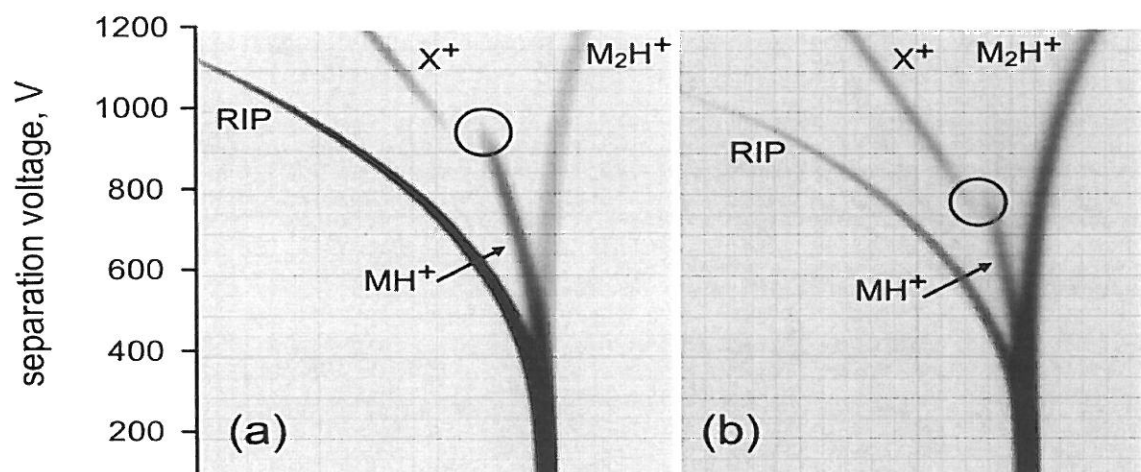 separation voltage, V
1200
1000
800
600
400
200
RIP
X⁺
M₂H⁺
MH⁺
(a)
RIP
X⁺
M₂H⁺
MH⁺
(b)